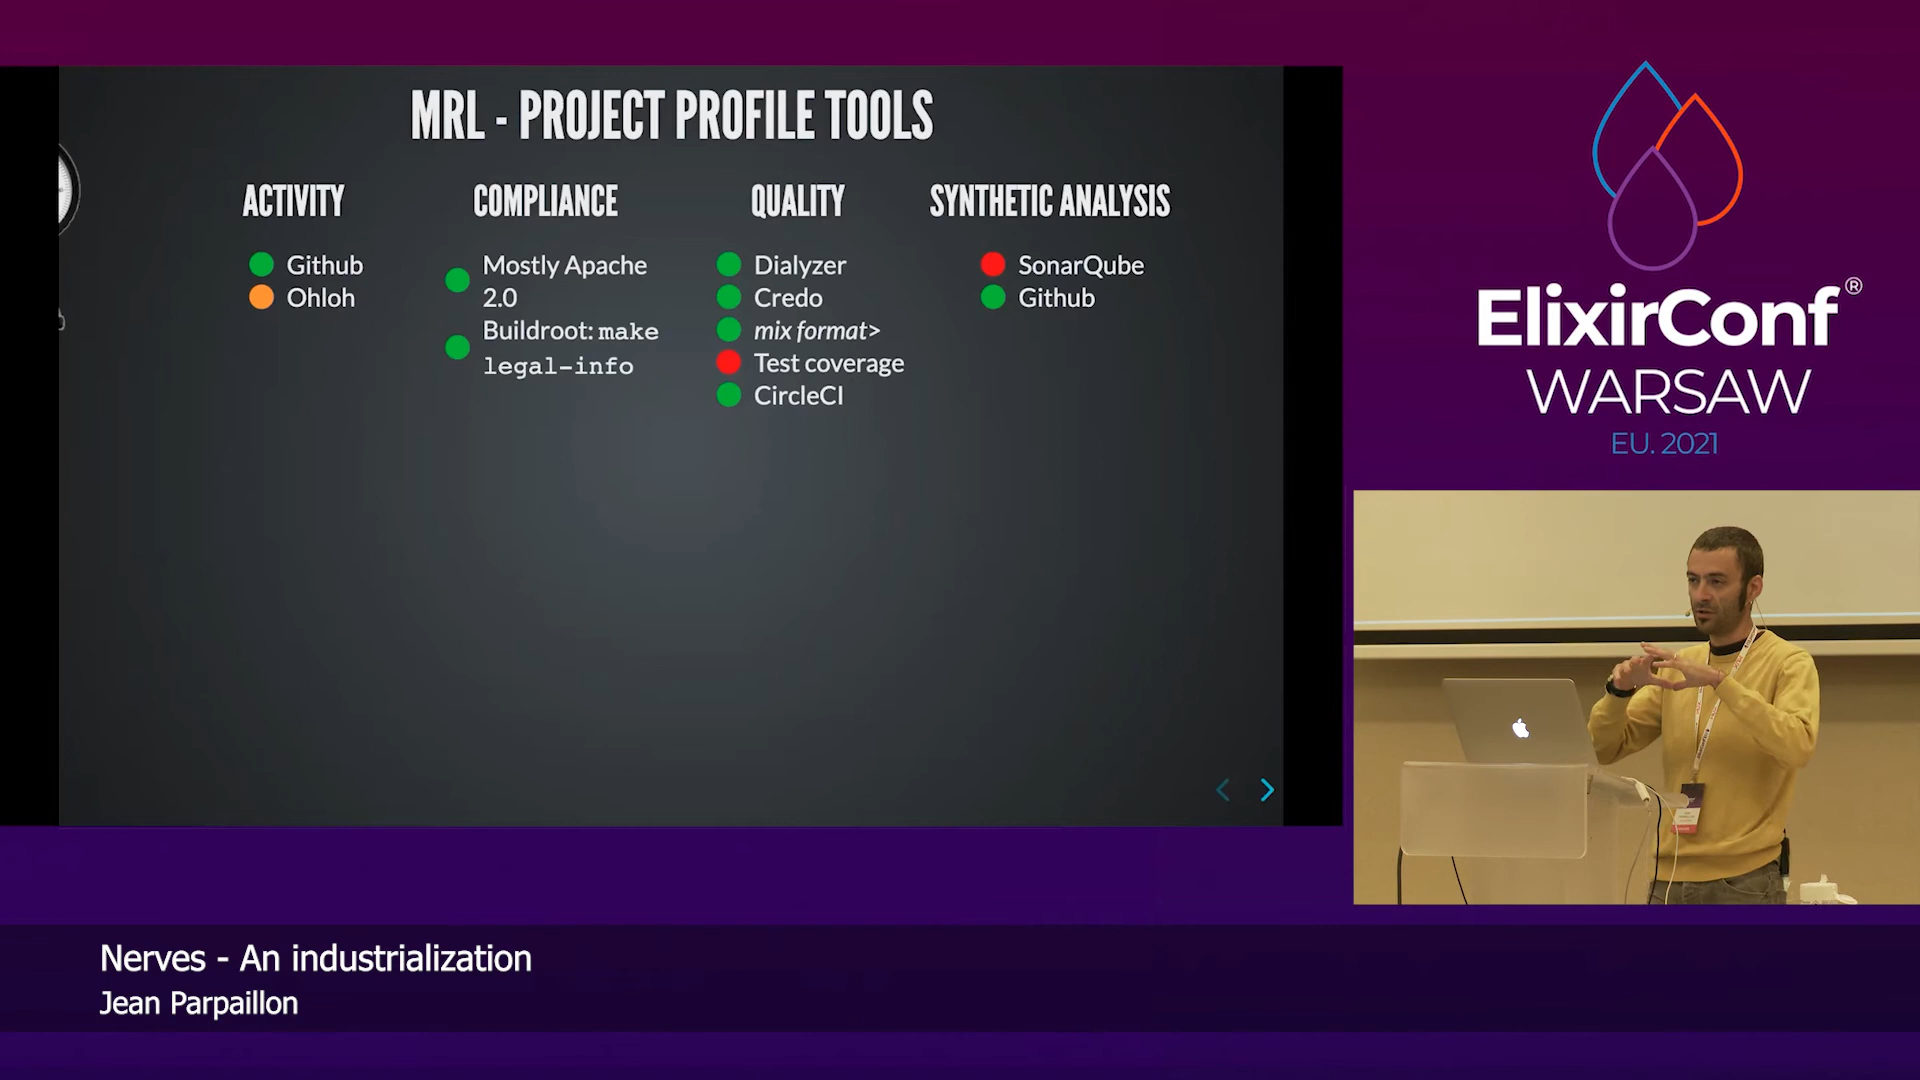 MRL - PROJECT PROFILE TOOLS
ACTIVITY
Github
Ohloh
COMPLIANCE
Mostly Apache
2.0
Buildroot: make
legal-info
QUALITY
Dialyzer
Credo
mix format>
Test coverage
CircleCI
SYNTHETIC ANALYSIS
SonarQube
Github
ElixirConf®
WARSAW
EU. 2021
Nerves - An industrialization
Jean Parpaillon